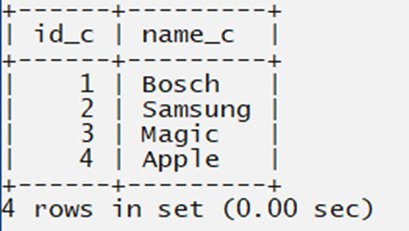 +------+---------+
| id_c | name_c  |
+------+---------+
|    1 | Bosch   |
|    2 | Samsung |
|    3 | Magic   |
|    4 | Apple   |
+------+---------+
4 rows in set (0.00 sec)